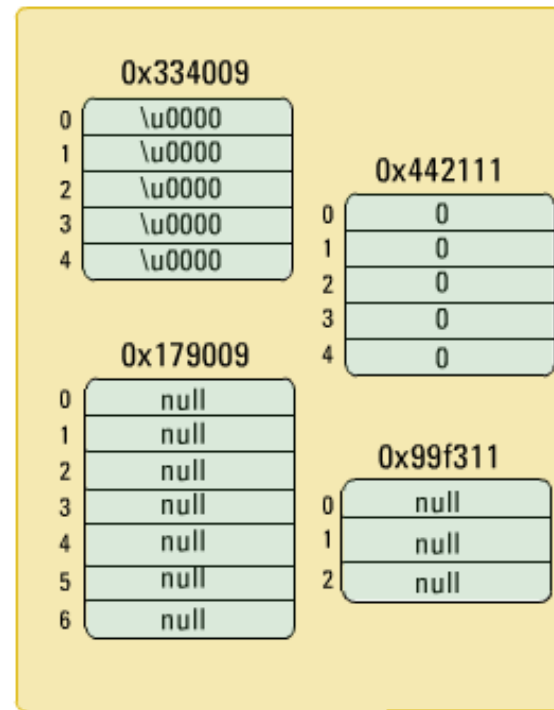 0x334009
0 \u0000
1 \u0000
2 \u0000
3 \u0000
4 \u0000
0x442111
0 0
1 0
2 0
3 0
4 0
0x179009
0 null
1 null
2 null
3 null
4 null
5 null
6 null
0x99f311
0 null
1 null
2 null